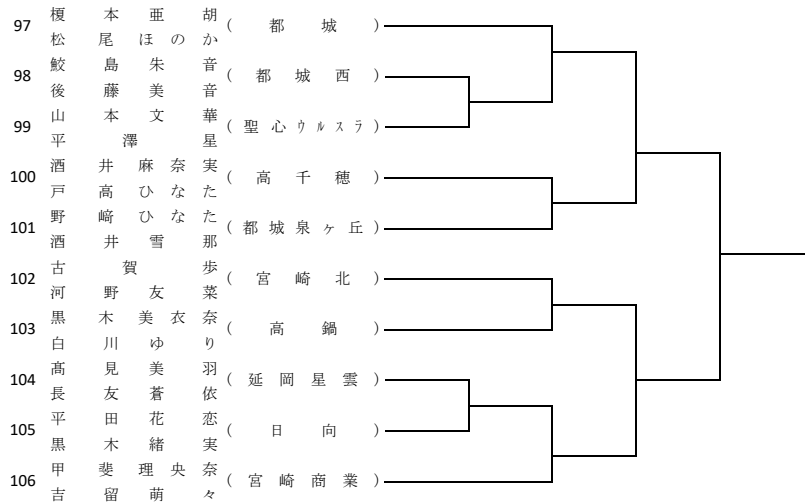 榎本亜胡
97 (都城)
松尾ほのか
鮫島朱音
98 (都城西)
後藤美音
山本文華
99 (聖心ウルスラ)
平澤星
酒井麻奈実
100 (高千穂)
戸高ひなた
野﨑ひなた
101 (都城泉ヶ丘)
酒井雪那
古賀歩
102 (宮崎北)
河野友菜
黒木美衣奈
103 (高鍋)
白川ゆり
髙見美羽
104 (延岡星雲)
長友蒼依
平田花恋
105 (日向)
黒木緒実
甲斐理央奈
106 (宮崎商業)
吉留萌々